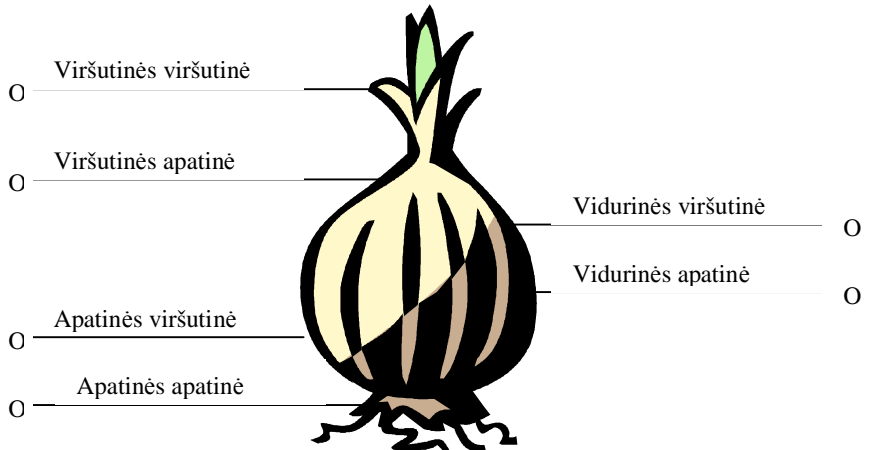 Viršutinės viršutinė
O
Viršutinės apatinė
O
Vidurinės viršutinė
O
Vidurinės apatinė
O
Apatinės viršutinė
O
Apatinės apatinė
O